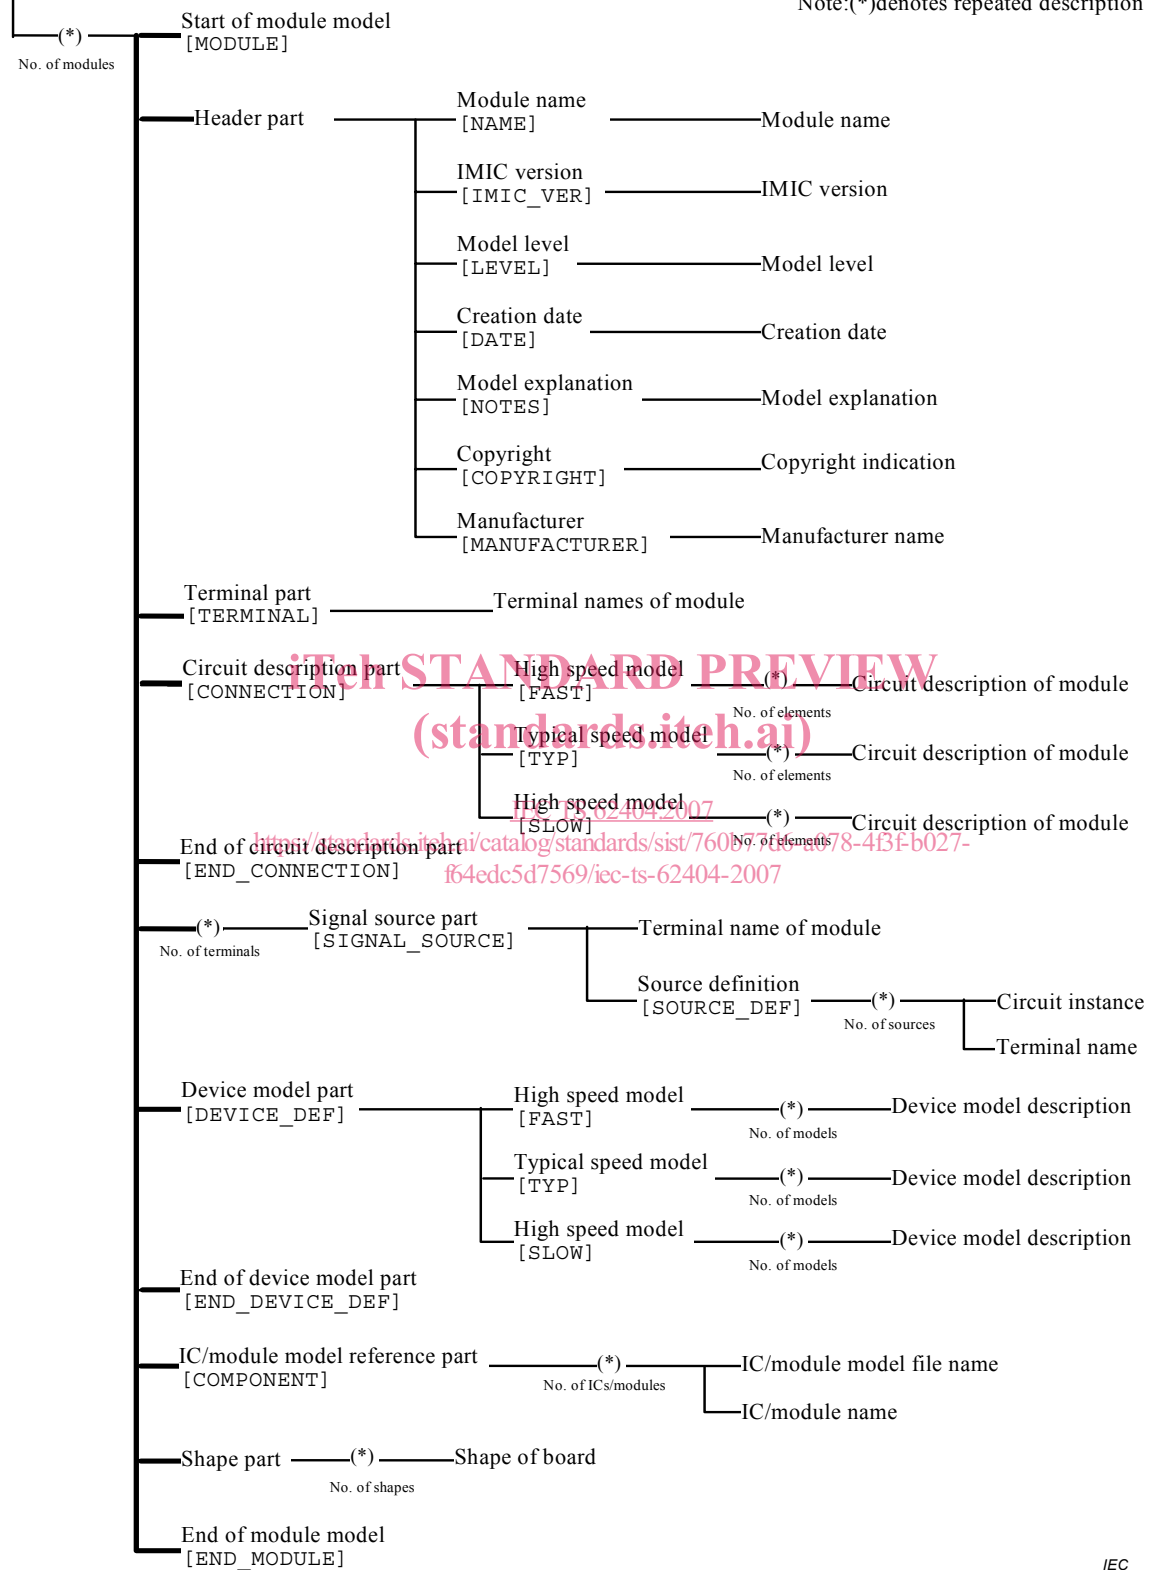 Note:(*)denotes repeated description
Start of module model
(*)
[MODULE]
No. of modules
Module name
Header part
[NAME]
Module name
IMIC version
[IMIC_VER]
IMIC version
Model level
[LEVEL]
Model level
Creation date
[DATE]
Creation date
Model explanation
[NOTES]
Model explanation
Copyright
[COPYRIGHT]
Copyright indication
Manufacturer
[MANUFACTURER]
Manufacturer name
Terminal part
[TERMINAL]
Terminal names of module
iTeh STANDARD PREVIEW
(standards.iteh.ai)
Circuit description part
[CONNECTION]
High speed model
[FAST]
(*)
No. of elements
Circuit description of module
Typical speed model
[TYP]
(*)
No. of elements
Circuit description of module
High speed model
[SLOW]
(*)
No. of elements
Circuit description of module
IEC TS 62404:2007
https://standards.iteh.ai/catalog/standards/sist/760b77d6-a078-4f3f-b027-
f64edc5d7569/iec-ts-62404-2007
End of circuit description part
[END_CONNECTION]
(*)
No. of terminals
Signal source part
[SIGNAL_SOURCE]
Terminal name of module
Source definition
[SOURCE_DEF]
(*)
No. of sources
Circuit instance
Terminal name
Device model part
[DEVICE_DEF]
High speed model
[FAST]
(*)
No. of models
Device model description
Typical speed model
[TYP]
(*)
No. of models
Device model description
High speed model
[SLOW]
(*)
No. of models
Device model description
End of device model part
[END_DEVICE_DEF]
IC/module model reference part
[COMPONENT]
(*)
No. of ICs/modules
IC/module model file name
IC/module name
Shape part
(*)
No. of shapes
Shape of board
End of module model
[END_MODULE]
IEC